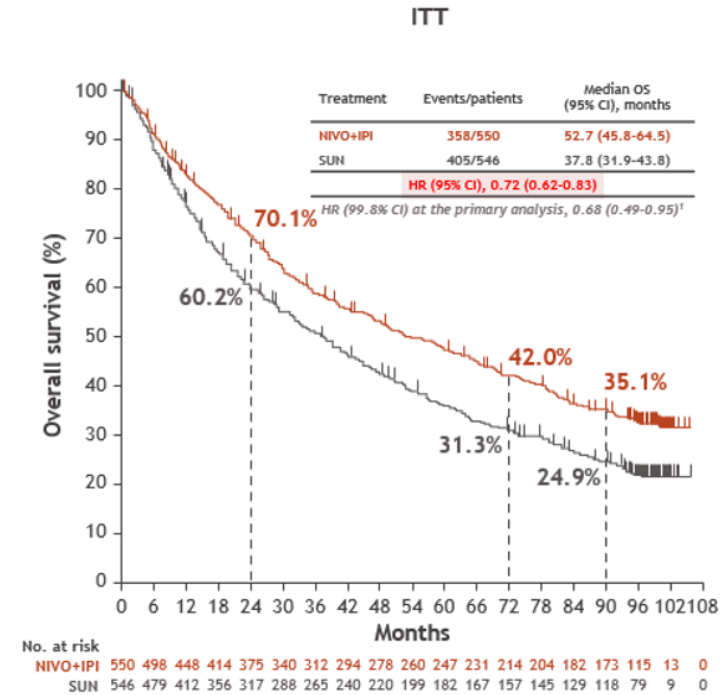 ITT
Treatment Events/patients Median OS (95% CI), months
NIVO+IPI 358/550 52.7 (45.8-64.5)
SUN 405/546 37.8 (31.9-43.8)
HR (95% CI), 0.72 (0.62-0.83)
HR (99.8% CI) at the primary analysis, 0.68 (0.49-0.95)¹
Overall survival (%)
100
90
80
70
60
50
40
30
20
10
0
70.1%
60.2%
42.0%
31.3%
35.1%
24.9%
0 6 12 18 24 30 36 42 48 54 60 66 72 78 84 90 96 102 108
Months
No. at risk
NIVO+IPI 550 498 448 414 375 340 312 294 278 260 247 231 214 204 182 173 115 13 0
SUN 546 479 412 356 317 288 265 240 220 199 182 167 157 145 129 118 79 9 0